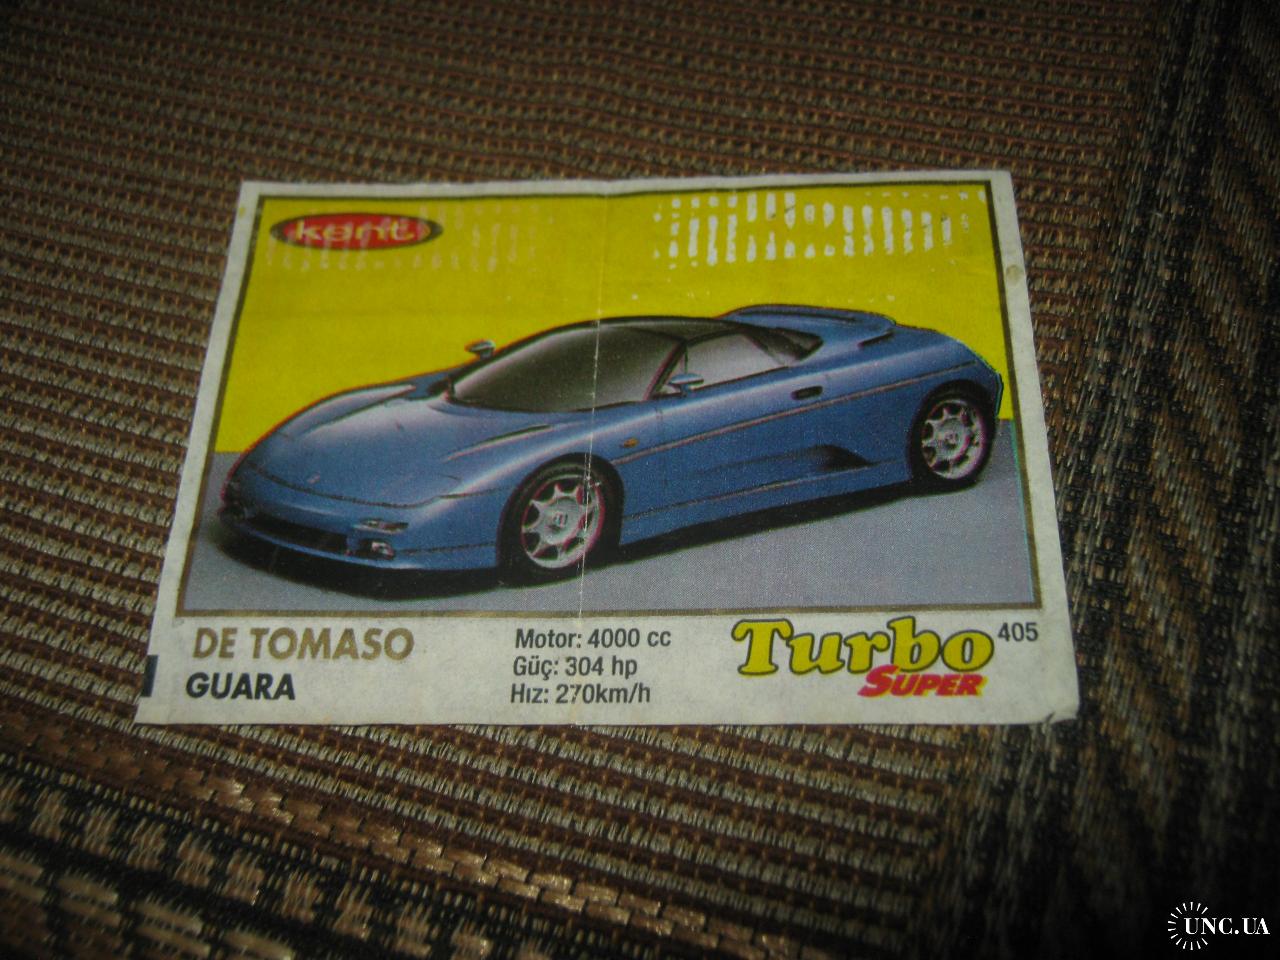 kent
DE TOMASO
GUARA
Motor: 4000 cc
Güç: 304 hp
Hız: 270km/h
Turbo 405
SUPER
UNC.UA